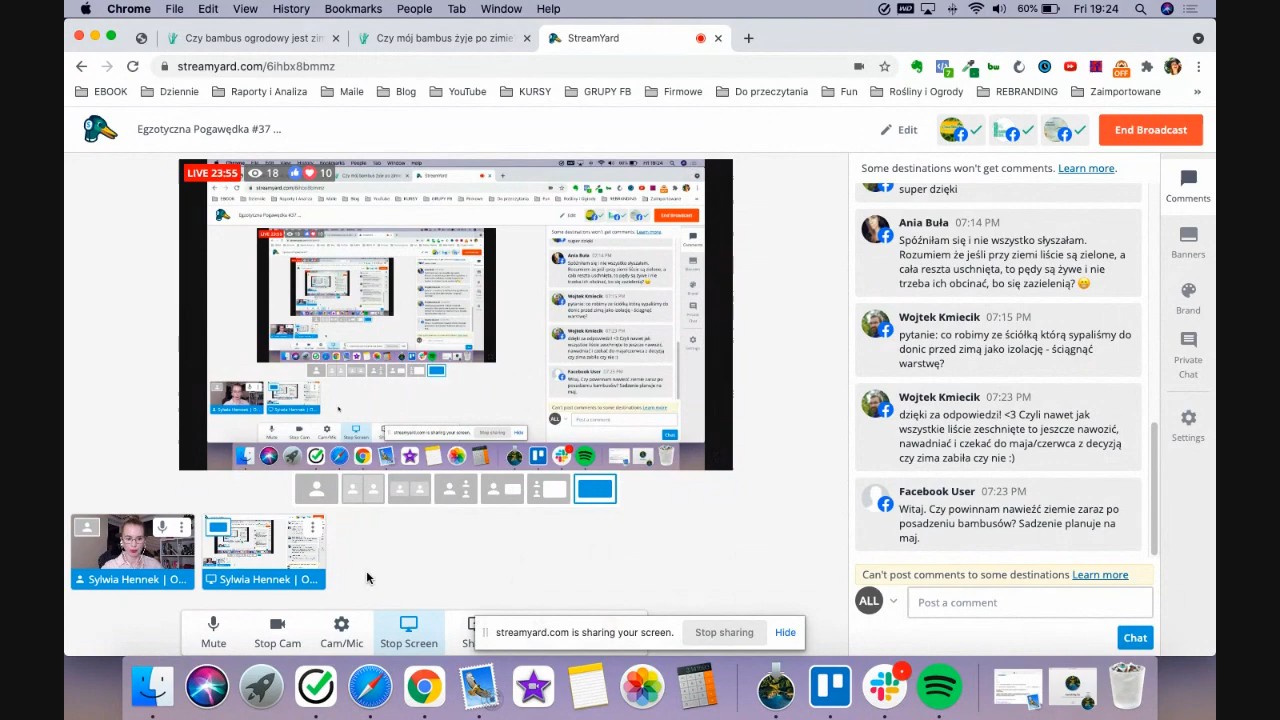 Chrome File Edit View History Bookmarks People Tab Window Help 60% Fri 19:24
Czy bambus ogrodowy jest zim
Czy mój bambus żyje po zimie
StreamYard
streamyard.com/6ihbx8bmmz
7
bw
OFF
EBOOK Dziennie Raporty i Analiza Maile Blog YouTube KURSY GRUPY FB Firmowe Do przeczytania Fun Rośliny i Ogrody REBRANDING Zaimportowane »
Egzotyczna Pogawędka #37 ...
Edit
End Broadcast
LIVE 23:55 18 10
Some destinations won't get comments. Learn more.
super dzięki
Ania Buła 07:14 PM
Spóźniłam się i nie wszystko słyszałam.
Rozumiem że jeśli przy ziemi liście są zielone, a
cała reszta uschnięta, to pędy są żywe i nie
trzeba ich obcinać, bo się zazielenią?
Wojtek Kmiecik 07:15 PM
pytanie: co robimy ze ściółką którą sypaliśmy do
donic przed zimą jako izolację - ściągnąć
warstwę?
Wojtek Kmiecik 07:23 PM
dzięki za odpowiedzi! <3 Czyli nawet jak
wszystkie liście zeschnięte to jeszcze nawozić,
nawadniać i czekać do maja/czerwca z decyzją
czy zima zabiła czy nie :)
Facebook User 07:23 PM
Witaj. Czy powinnam nawieźć ziemie zaraz po
posadzeniu bambusów? Sadzenie planuje na
maj.
Can't post comments to some destinations Learn more
ALL
Post a comment
Chat
Comments
Banners
Brand
Private
Chat
Settings
Sylwia Hennek | O...
Sylwia Hennek | O...
Mute
Stop Cam
Cam/Mic
Stop Screen
streamyard.com is sharing your screen.
Stop sharing
Hide